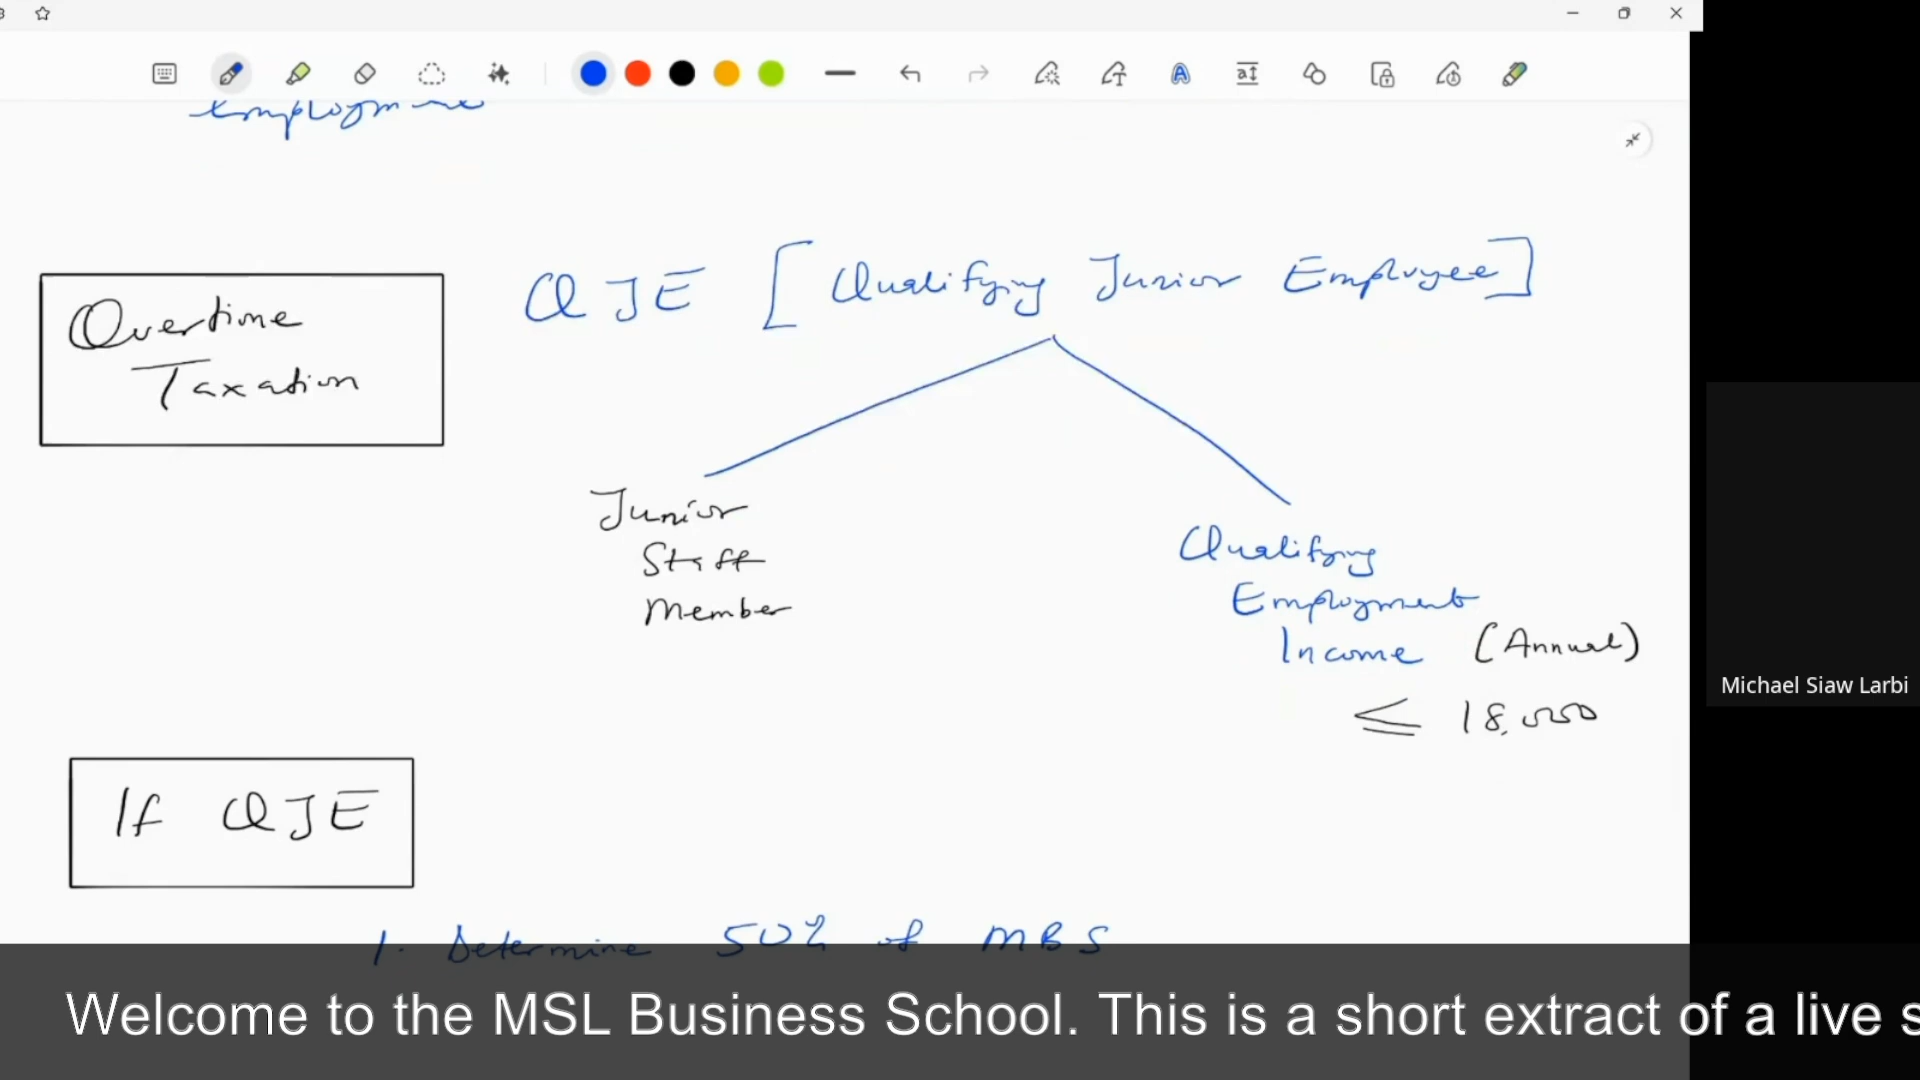 Employme
Overtime
Taxation
QJE [Qualifying Junior Employee]
Junior
Staff
Member
Qualifying
Employment
Income (Annual)
≤ 18,000
Michael Siaw Larbi
If QJE
1. Determine 50% of MBS
Welcome to the MSL Business School. This is a short extract of a live s